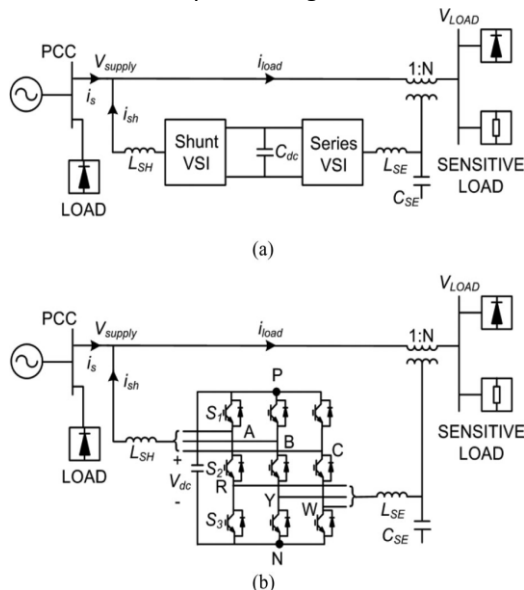 PCC
V_supply
i_s
i_load
1:N
V_LOAD
i_sh
L_SH
Shunt VSI
C_dc
Series VSI
L_SE
C_SE
LOAD
SENSITIVE LOAD
(a)
PCC
V_supply
i_s
i_load
1:N
V_LOAD
i_sh
P
S_1
A
B
C
L_SH
+
V_dc
-
S_2
R
Y
W
S_3
L_SE
C_SE
LOAD
SENSITIVE LOAD
N
(b)